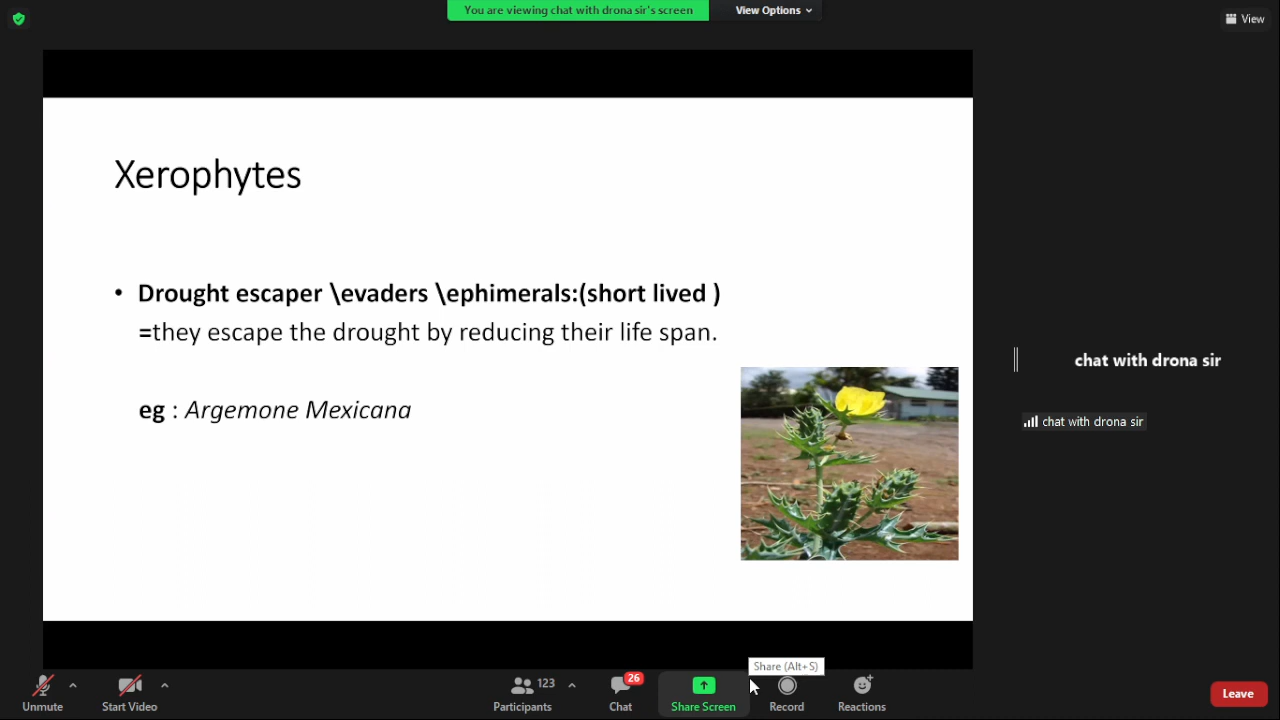 You are viewing chat with drona sir's screen
View Options
View
Xerophytes
• Drought escaper \evaders \ephimerals:(short lived )
=they escape the drought by reducing their life span.
eg : Argemone Mexicana
chat with drona sir
chat with drona sir
Share (Alt+S)
123
26
Unmute
Start Video
Participants
Chat
Share Screen
Record
Reactions
Leave